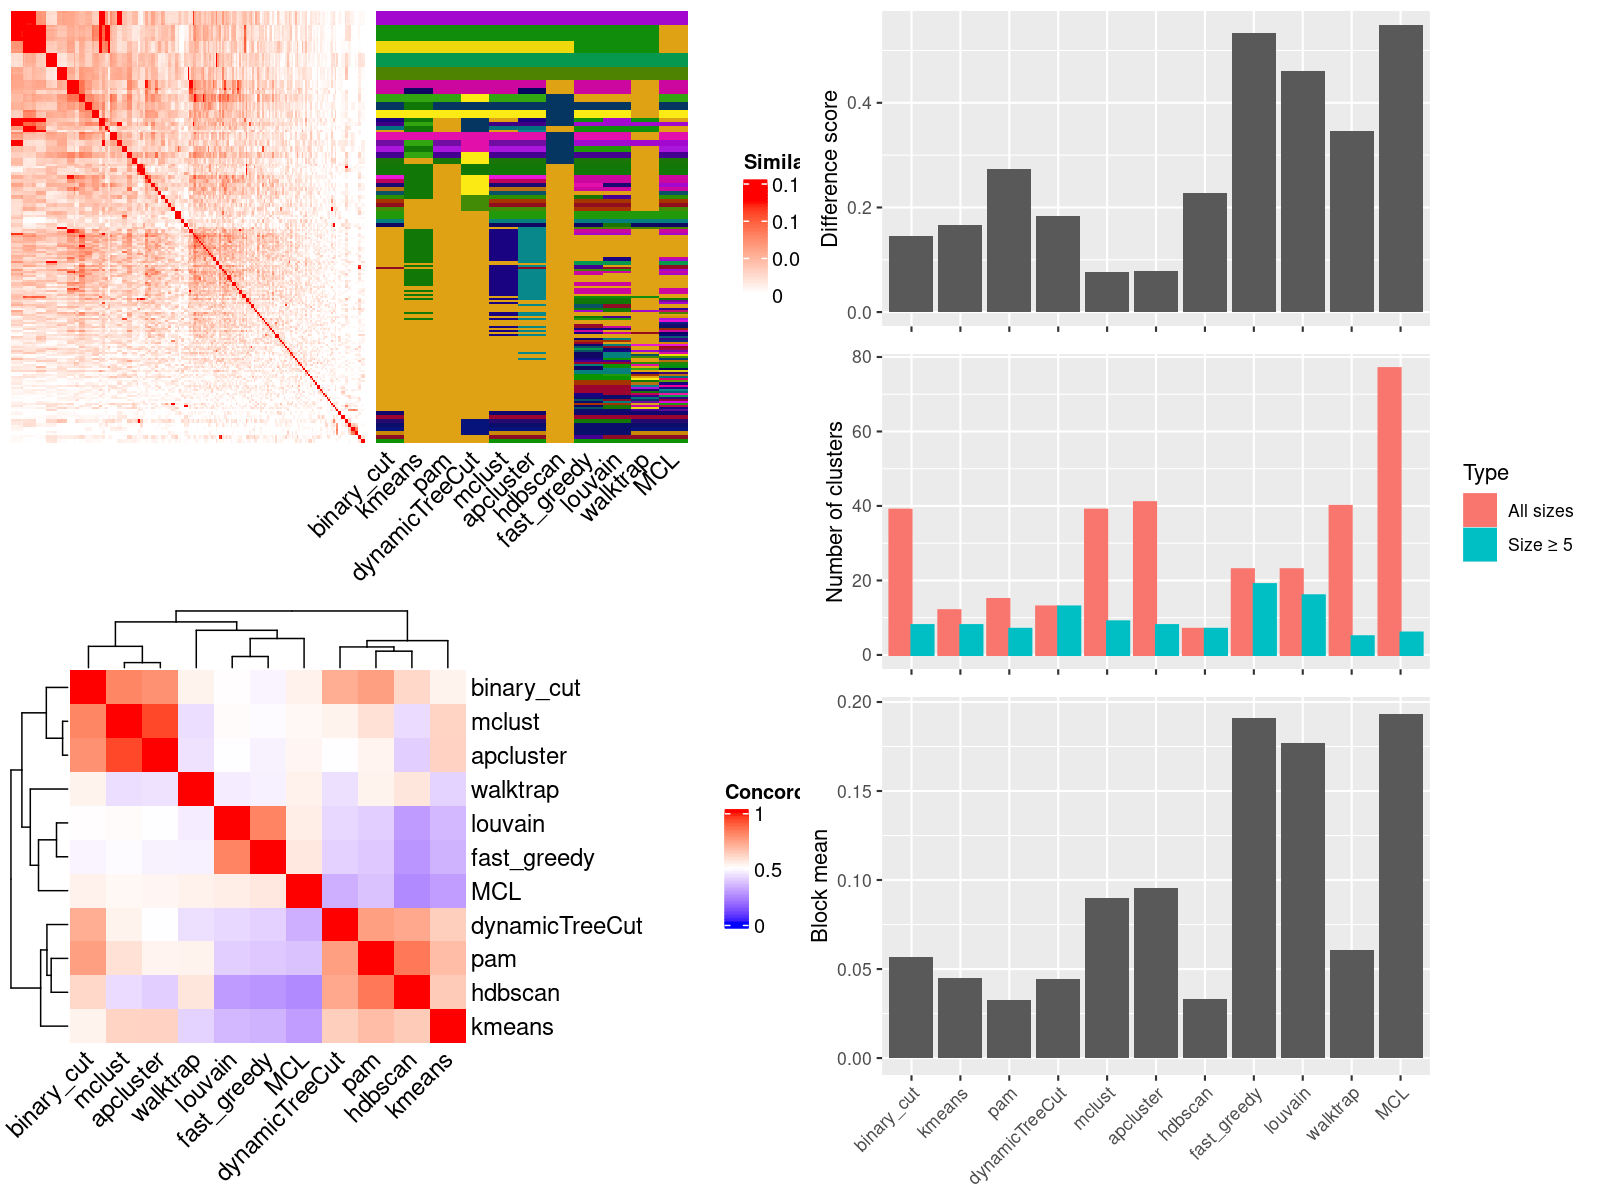 Simila
0.1
0.1
0.0
0
binary_cut
kmeans
pam
dynamicTreeCut
mclust
apcluster
hdbscan
fast_greedy
louvain
walktrap
MCL
binary_cut
mclust
apcluster
walktrap
louvain
fast_greedy
MCL
dynamicTreeCut
pam
hdbscan
kmeans
binary_cut
mclust
apcluster
walktrap
louvain
fast_greedy
MCL
dynamicTreeCut
pam
hdbscan
kmeans
Concord
1
0.5
0
Difference score
0.4
0.2
0.0
Number of clusters
80
60
40
20
0
Type
All sizes
Size ≥ 5
Block mean
0.20
0.15
0.10
0.05
0.00
binary_cut
kmeans
pam
dynamicTreeCut
mclust
apcluster
hdbscan
fast_greedy
louvain
walktrap
MCL